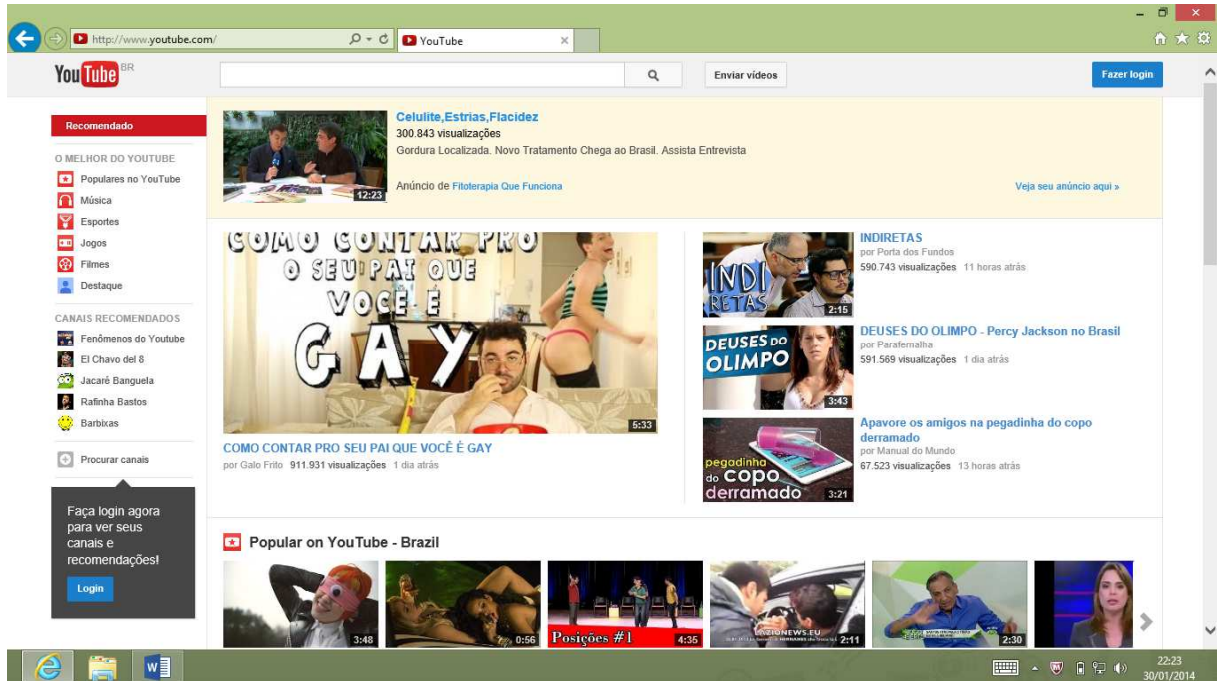 http://www.youtube.com/
YouTube
YouTube BR
Enviar vídeos
Fazer login
Recomendado
O MELHOR DO YOUTUBE
Populares no YouTube
Música
Esportes
Jogos
Filmes
Destaque
CANAIS RECOMENDADOS
Fenômenos do Youtube
El Chavo del 8
Jacaré Banguela
Rafinha Bastos
Barbixas
Procurar canais
Faça login agora
para ver seus
canais e
recomendações!
Login
12:23
Celulite,Estrias,Flacidez
300.843 visualizações
Gordura Localizada. Novo Tratamento Chega ao Brasil. Assista Entrevista
Anúncio de Fitoterapia Que Funciona
Veja seu anúncio aqui »
COMO CONTAR PRO
O SEU PAI QUE
VOCÊ É
GAY
5:33
COMO CONTAR PRO SEU PAI QUE VOCÊ É GAY
por Galo Frito 911.931 visualizações 1 dia atrás
INDI
RETAS
2:15
INDIRETAS
por Porta dos Fundos
590.743 visualizações 11 horas atrás
DEUSES DO
OLIMPO
3:43
DEUSES DO OLIMPO - Percy Jackson no Brasil
por Parafernalha
591.569 visualizações 1 dia atrás
pegadinha
do copo
derramado
3:21
Apavore os amigos na pegadinha do copo
derramado
por Manual do Mundo
67.523 visualizações 13 horas atrás
Popular on YouTube - Brazil
3:48
0:56
Posições #1
4:35
LAZIONEWS.EU
2:11
2:30
22:23
30/01/2014